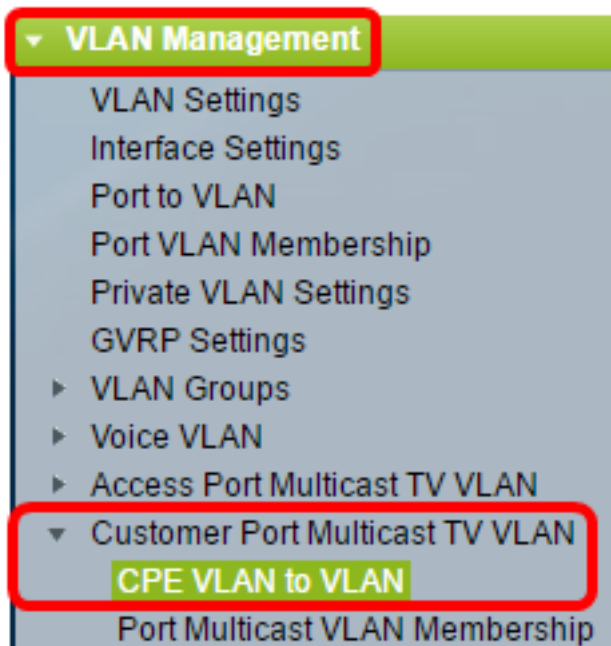 VLAN Management
VLAN Settings
Interface Settings
Port to VLAN
Port VLAN Membership
Private VLAN Settings
GVRP Settings
VLAN Groups
Voice VLAN
Access Port Multicast TV VLAN
Customer Port Multicast TV VLAN
CPE VLAN to VLAN
Port Multicast VLAN Membership